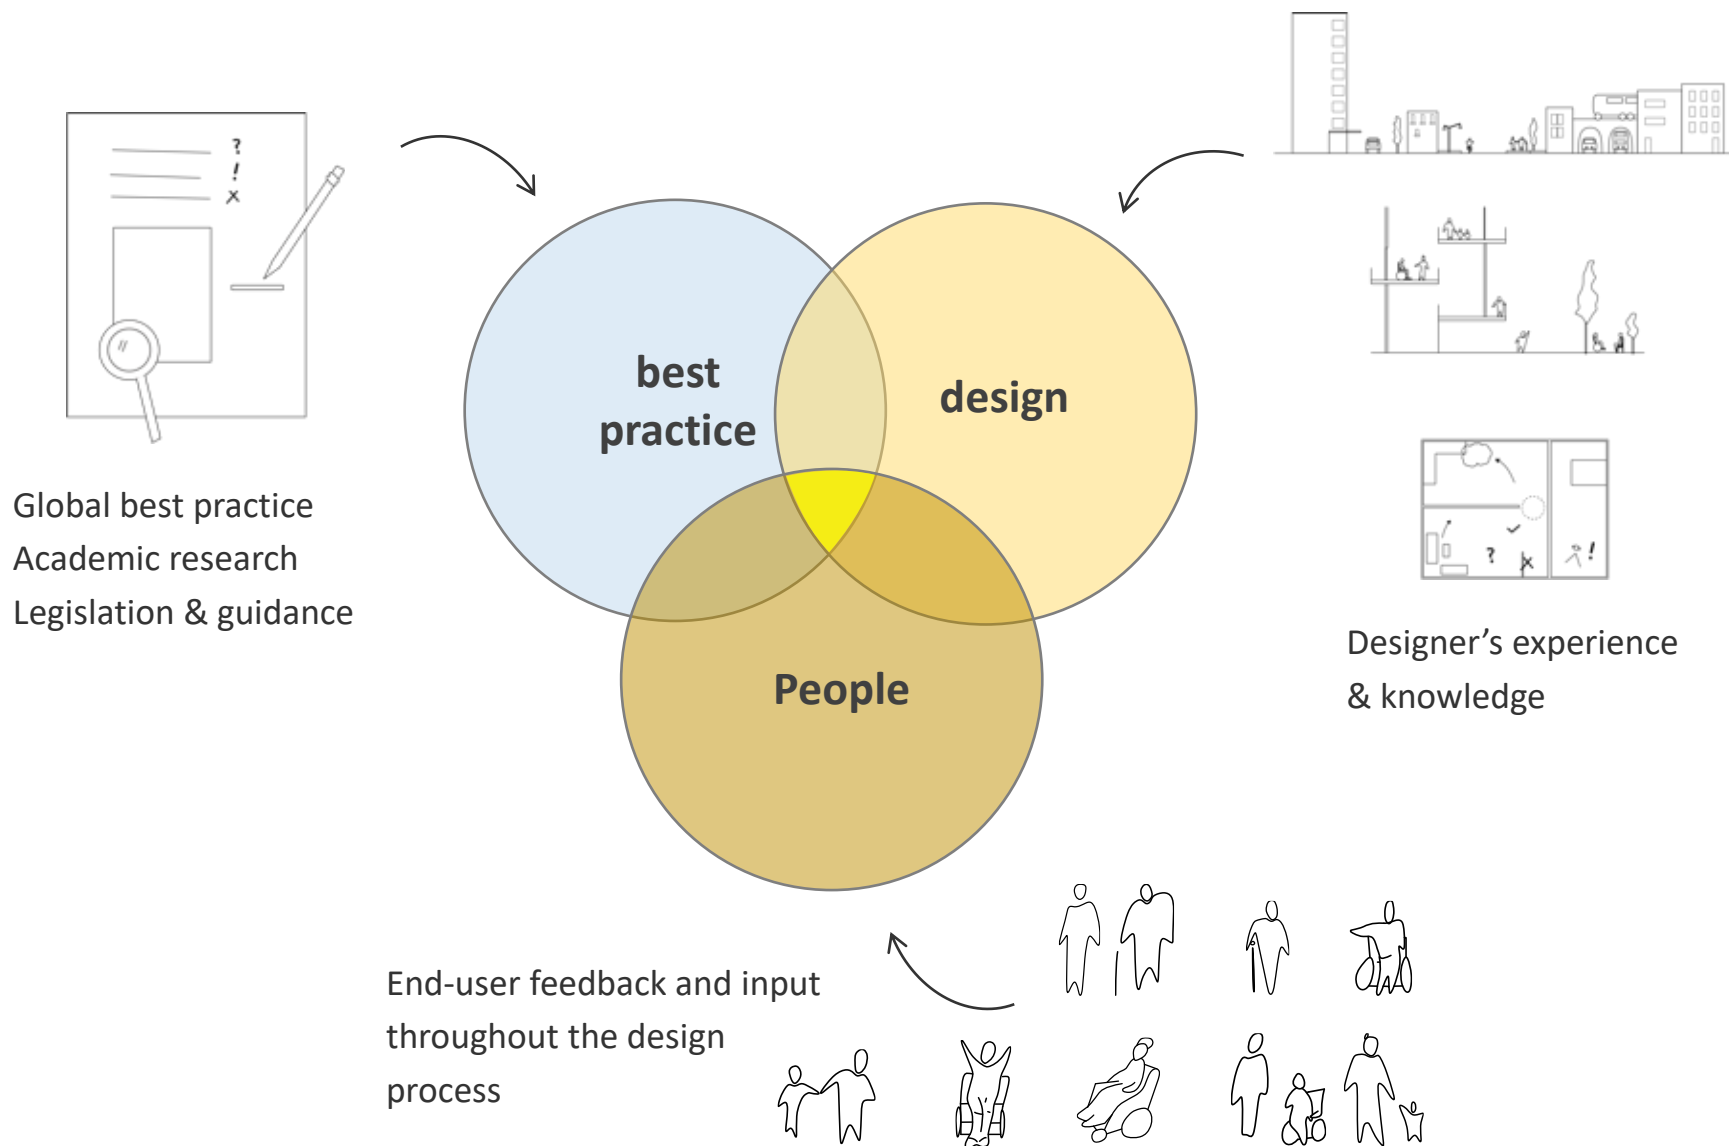 ?
!
x
best
practice
design
Global best practice
Academic research
Legislation & guidance
? x !
Designer’s experience
& knowledge
People
End-user feedback and input
throughout the design
process